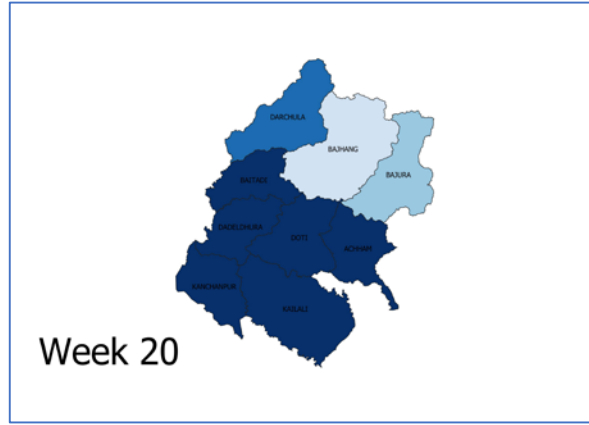 DARCHULA
BAJHANG
BAJURA
BAITADI
DADELDHURA
DOTI
ACHHAM
KANCHANPUR
KAILALI
Week 20